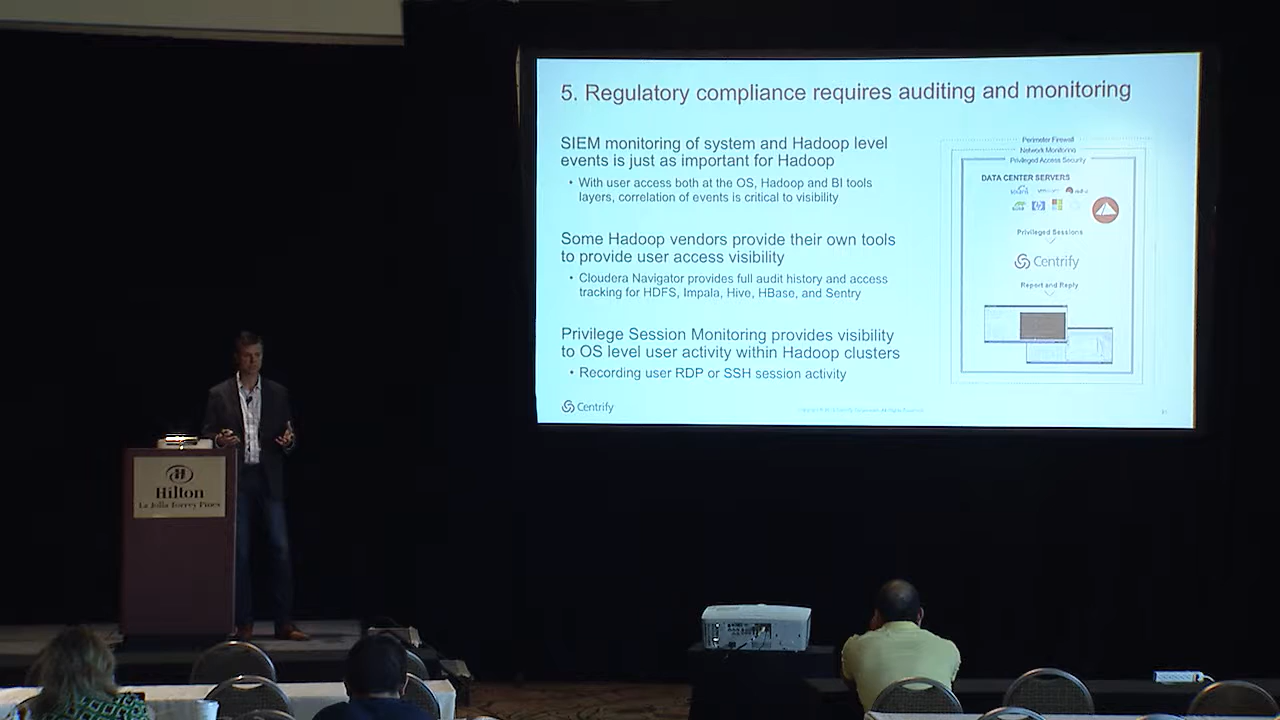 5. Regulatory compliance requires auditing and monitoring
SIEM monitoring of system and Hadoop level
events is just as important for Hadoop
• With user access both at the OS, Hadoop and BI tools
layers, correlation of events is critical to visibility
Some Hadoop vendors provide their own tools
to provide user access visibility
• Cloudera Navigator provides full audit history and access
tracking for HDFS, Impala, Hive, HBase, and Sentry
Privilege Session Monitoring provides visibility
to OS level user activity within Hadoop clusters
• Recording user RDP or SSH session activity
Centrify
Perimeter Firewall
Network Monitoring
Privileged Access Security
DATA CENTER SERVERS
Privileged Sessions
Centrify
Report and Reply
Hilton
La Jolla Torrey Pines